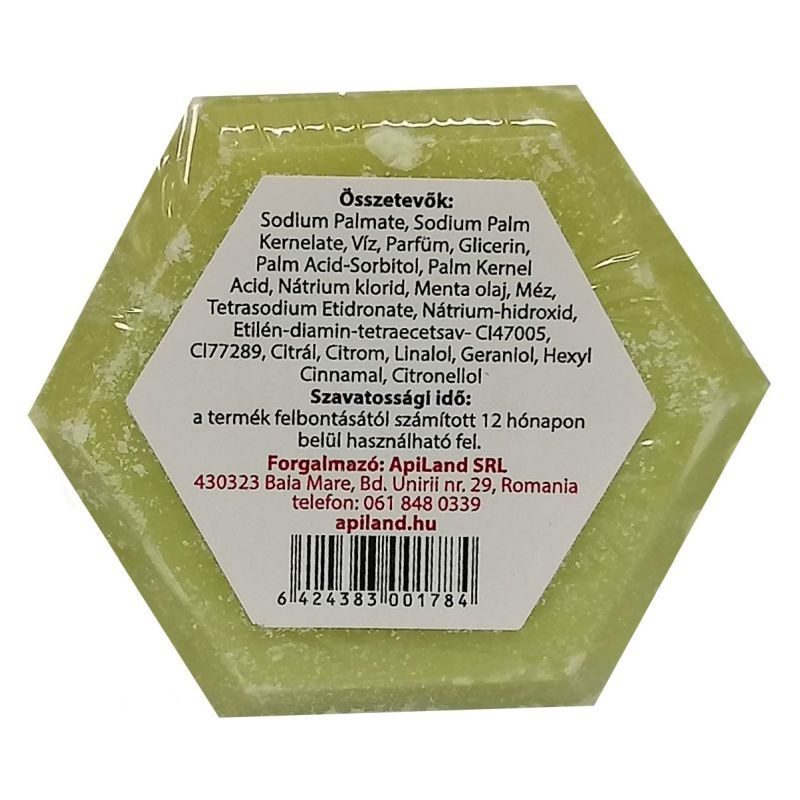 Összetevők:
Sodium Palmate, Sodium Palm
Kernelate, Víz, Parfüm, Glicerin,
Palm Acid-Sorbitol, Palm Kernel
Acid, Nátrium klorid, Menta olaj, Méz,
Tetrasodium Etidronate, Nátrium-hidroxid,
Etilén-diamin-tetraecetsav- CI47005,
CI77289, Citrál, Citrom, Linalol, Geraniol, Hexyl
Cinnamal, Citronellol
Szavatossági idő:
a termék felbontásától számított 12 hónapon
belül használható fel.
Forgalmazó: ApiLand SRL
430323 Baia Mare, Bd. Unirii nr. 29, Romania
telefon: 061 848 0339
apiland.hu
6 424383 001784